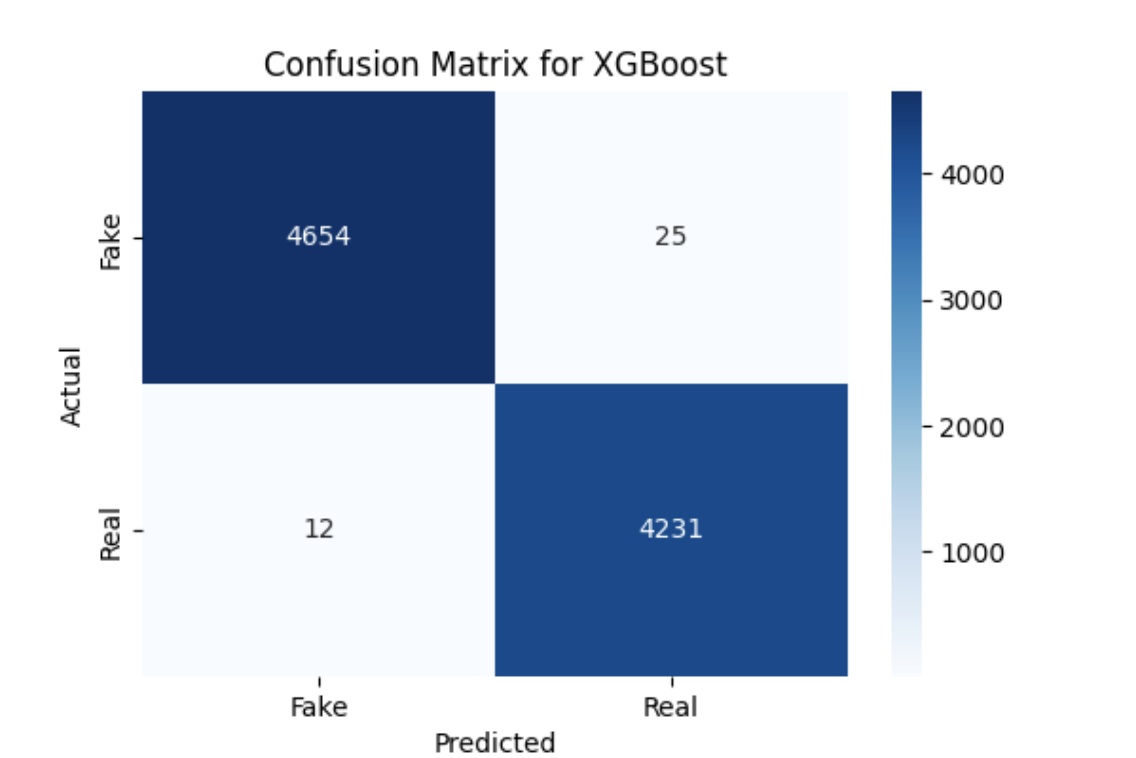 Confusion Matrix for XGBoost
Fake
4654
25
4000
3000
Actual
2000
Real
12
4231
1000
Fake
Real
Predicted